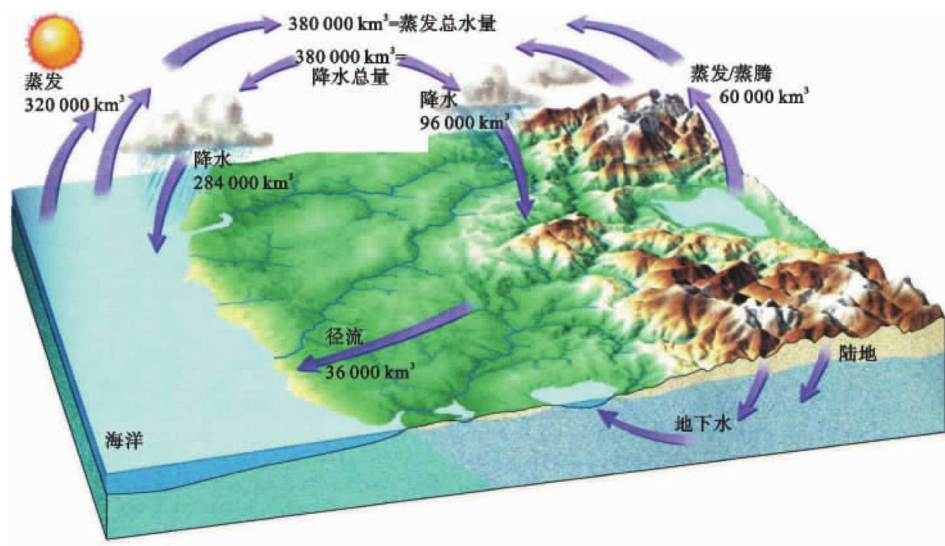 380 000 km³=蒸发总水量
380 000 km³=
降水总量
蒸发
320 000 km³
蒸发/蒸腾
60 000 km³
降水
96 000 km³
降水
284 000 km³
径流
36 000 km³
陆地
地下水
海洋